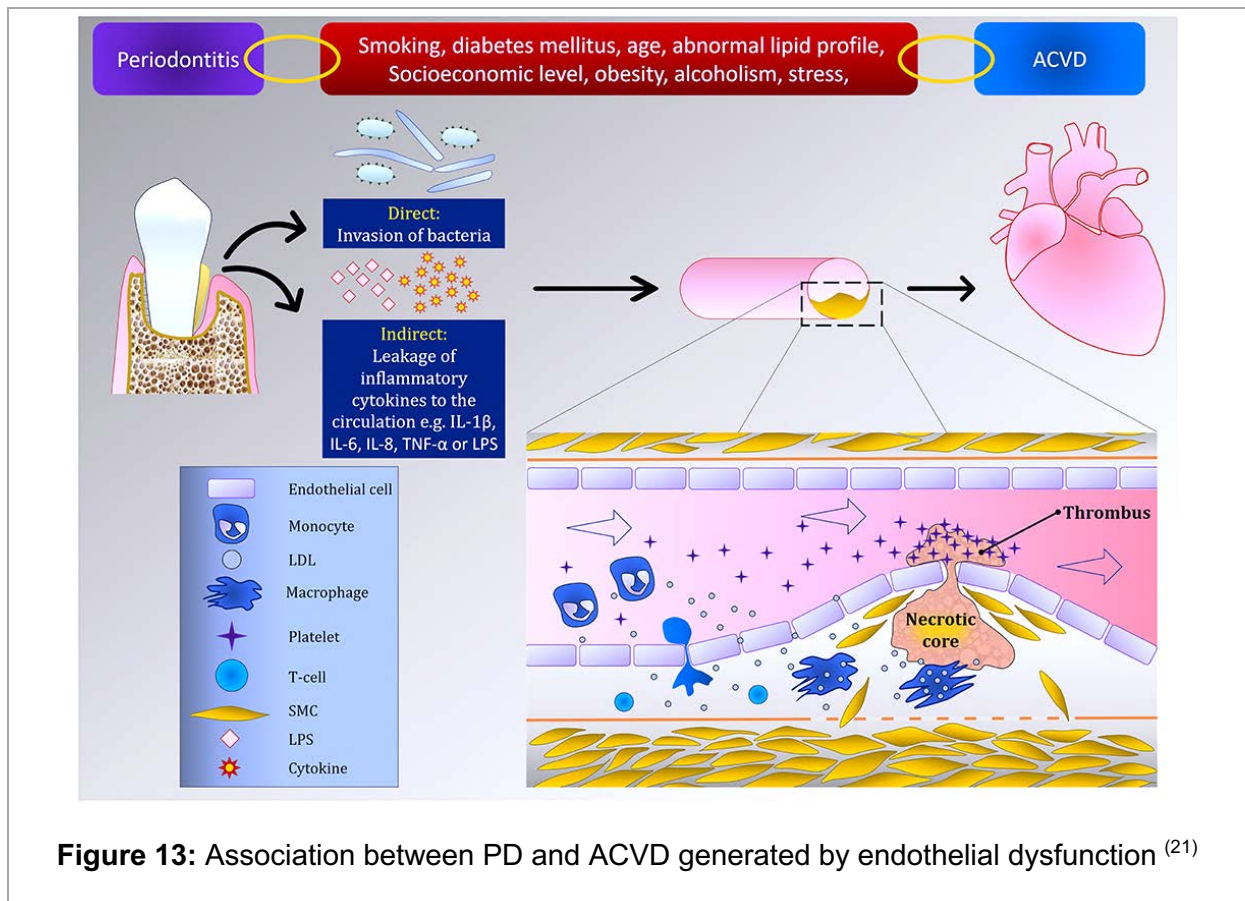 Periodontitis
Smoking, diabetes mellitus, age, abnormal lipid profile,
Socioeconomic level, obesity, alcoholism, stress,
ACVD
Direct:
Invasion of bacteria
Indirect:
Leakage of
inflammatory
cytokines to the
circulation e.g. IL-1β,
IL-6, IL-8, TNF-α or LPS
Endothelial cell
Monocyte
LDL
Macrophage
Platelet
T-cell
SMC
LPS
Cytokine
Thrombus
Necrotic
core
Figure 13: Association between PD and ACVD generated by endothelial dysfunction (21)